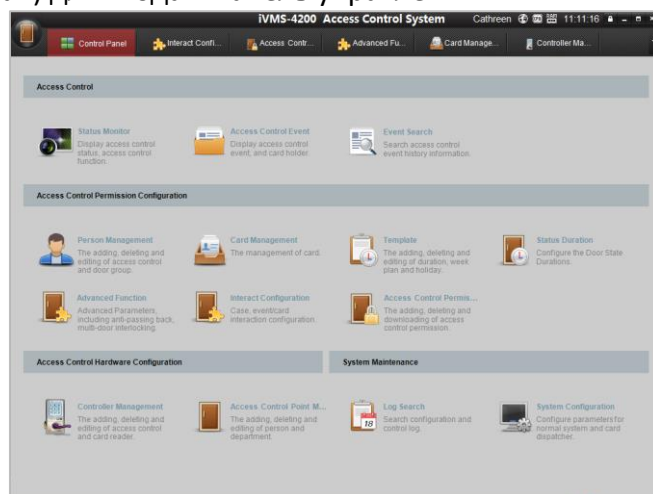 iVMS-4200 Access Control System Cathreen 11:11:16
Control Panel Interact Confi... Access Contr... Advanced Fu... Card Manage... Controller Ma...
Access Control
Status Monitor
Display access control
status, access control
function.
Access Control Event
Display access control
event, and card holder.
Event Search
Search access control
event history information.
Access Control Permission Configuration
Person Management
The adding, deleting and
editing of access control
and door group.
Card Management
The management of card.
Template
The adding, deleting and
editing of duration, week
plan and holiday.
Status Duration
Configure the Door State
Durations.
Advanced Function
Advanced Parameters,
including anti-passing back,
multi-door interlocking.
Interact Configuration
Case, event/card
interaction configuration.
Access Control Permis...
The adding, deleting and
downloading of access
control permission.
Access Control Hardware Configuration
System Maintenance
Controller Management
The adding, deleting and
editing of access control
and card reader.
Access Control Point M...
The adding, deleting and
editing of person and
department.
Log Search
Search configuration and
control log.
System Configuration
Configure parameters for
normal system and card
dispatcher.